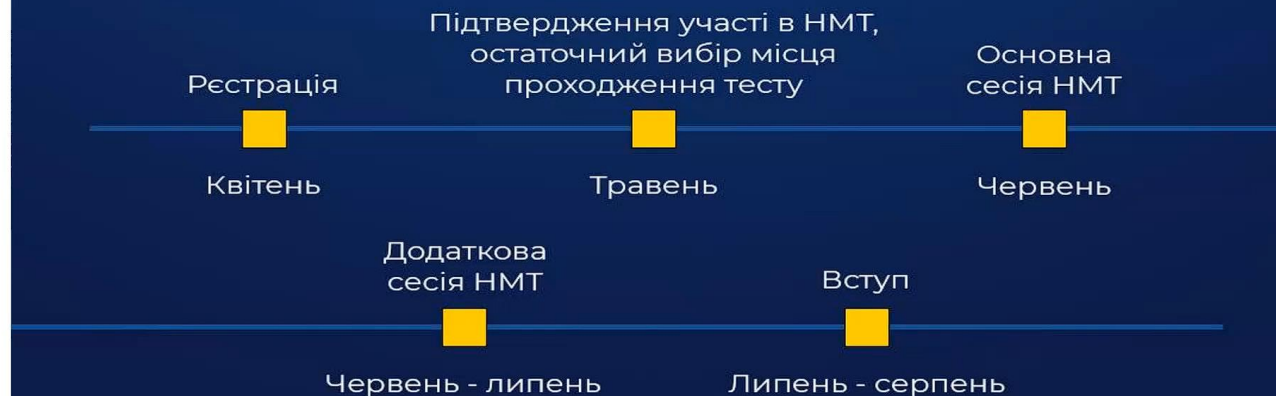 Підтвердження участі в НМТ,
остаточний вибір місця
проходження тесту
Рєстрація
Основна
сесія НМТ
Квітень
Травень
Червень
Додаткова
сесія НМТ
Вступ
Червень - липень
Липень - серпень